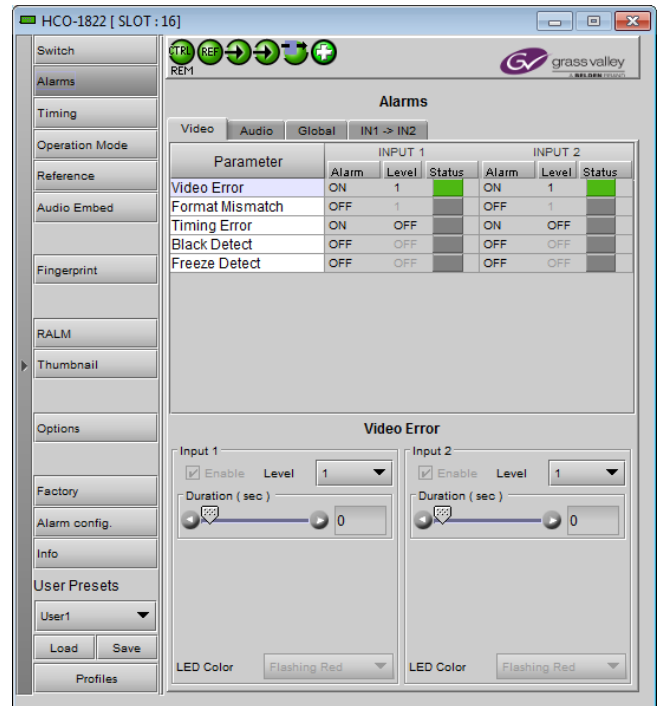 HCO-1822 [ SLOT : 16]
Switch
Alarms
Timing
Operation Mode
Reference
Audio Embed
Fingerprint
RALM
Thumbnail
Options
Factory
Alarm config.
Info
User Presets
User1
Load Save
Profiles
CTRL REF
REM
grass valley
A BELDEN BRAND
Alarms
Video Audio Global IN1 -> IN2
Parameter INPUT 1 INPUT 2
Alarm Level Status Alarm Level Status
Video Error ON 1 ON 1
Format Mismatch OFF 1 OFF 1
Timing Error ON OFF ON OFF
Black Detect OFF OFF OFF OFF
Freeze Detect OFF OFF OFF OFF
Video Error
Input 1
Enable Level 1
Duration ( sec )
0
LED Color Flashing Red
Input 2
Enable Level 1
Duration ( sec )
0
LED Color Flashing Red